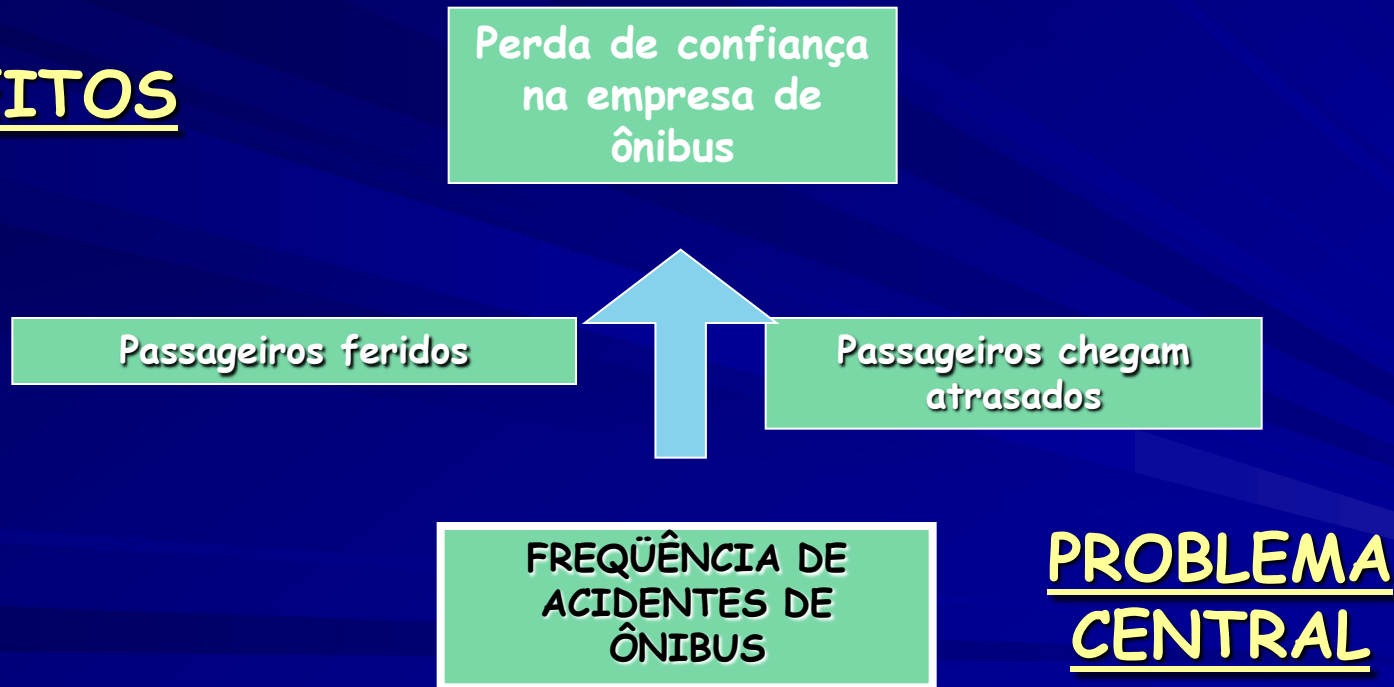 Perda de confiança
na empresa de
ônibus
ITOS
Passageiros feridos
Passageiros chegam
atrasados
FREQÜÊNCIA DE
ACIDENTES DE
ÔNIBUS
PROBLEMA
CENTRAL